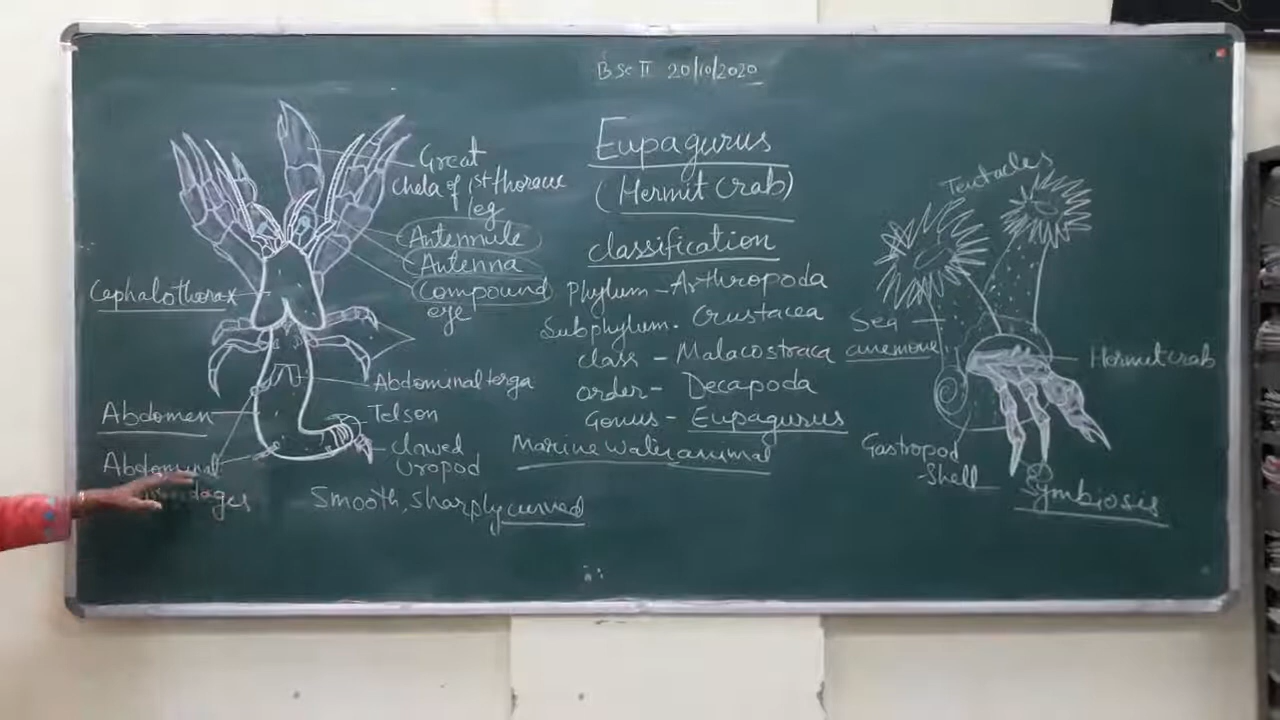 B.Sc II 20/10/2020
Great
Chela of 1st thoracic
leg
Antennule
Antenna
Compound
eye
Cephalothorax
Abdominal terga
Abdomen
Telson
Clawed
Uropod
Abdominal
Smooth, sharply curved
Eupagurus
(Hermit Crab)
Classification
Phylum - Arthropoda
Subphylum - Crustacea
Class - Malacostraca
Order - Decapoda
Genus - Eupagurus
Marine water animal
Tentacles
Sea
anemone
Hermit Crab
Gastropod
Shell
Symbiosis